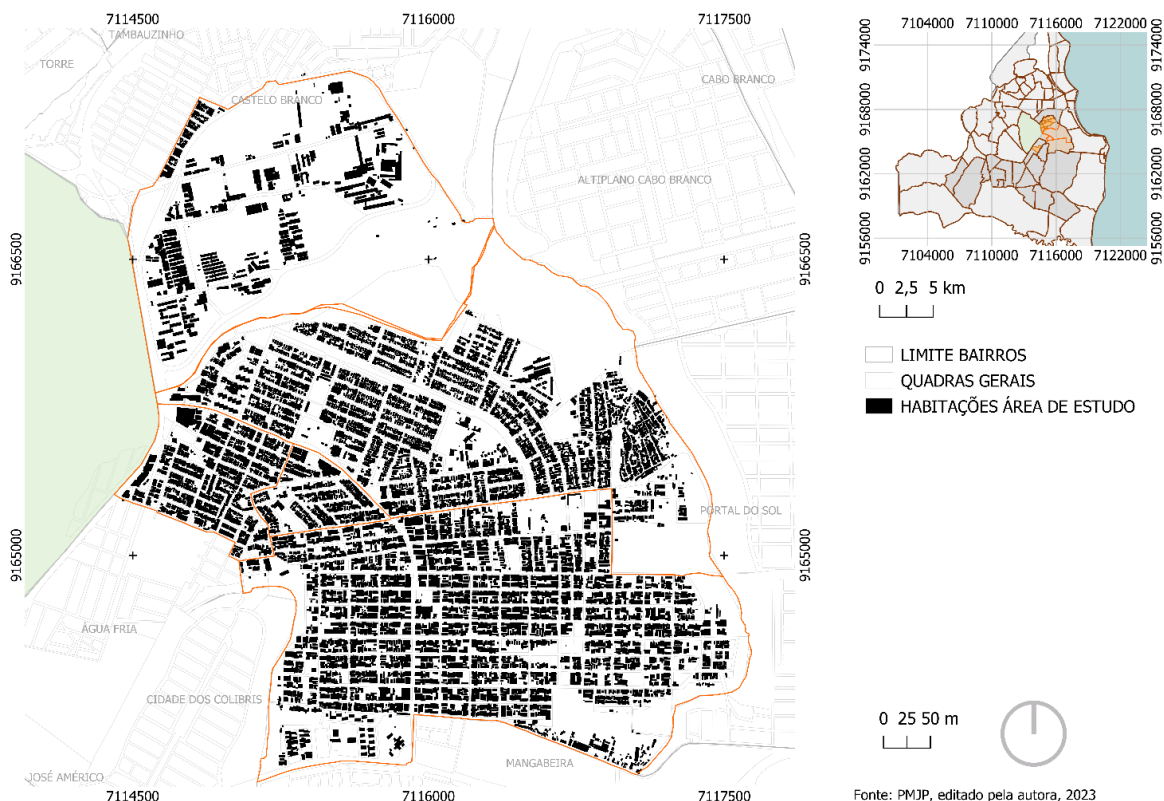 7114500 7116000 7117500
TAMBAUZINHO
TORRE
CABO BRANCO
CASTELO BRANCO
ALTIPLANO CABO BRANCO
9166500 9166500
PORTAL DO SOL
9165000 9165000
ÁGUA FRIA
CIDADE DOS COLIBRIS
MANGABEIRA
JOSÉ AMÉRICO
7114500 7116000 7117500
7104000 7110000 7116000 7122000
9174000 9174000
9168000 9168000
9162000 9162000
9156000 9156000
7104000 7110000 7116000 7122000
0 2,5 5 km
LIMITE BAIRROS
QUADRAS GERAIS
HABITAÇÕES ÁREA DE ESTUDO
0 25 50 m
Fonte: PMJP, editado pela autora, 2023